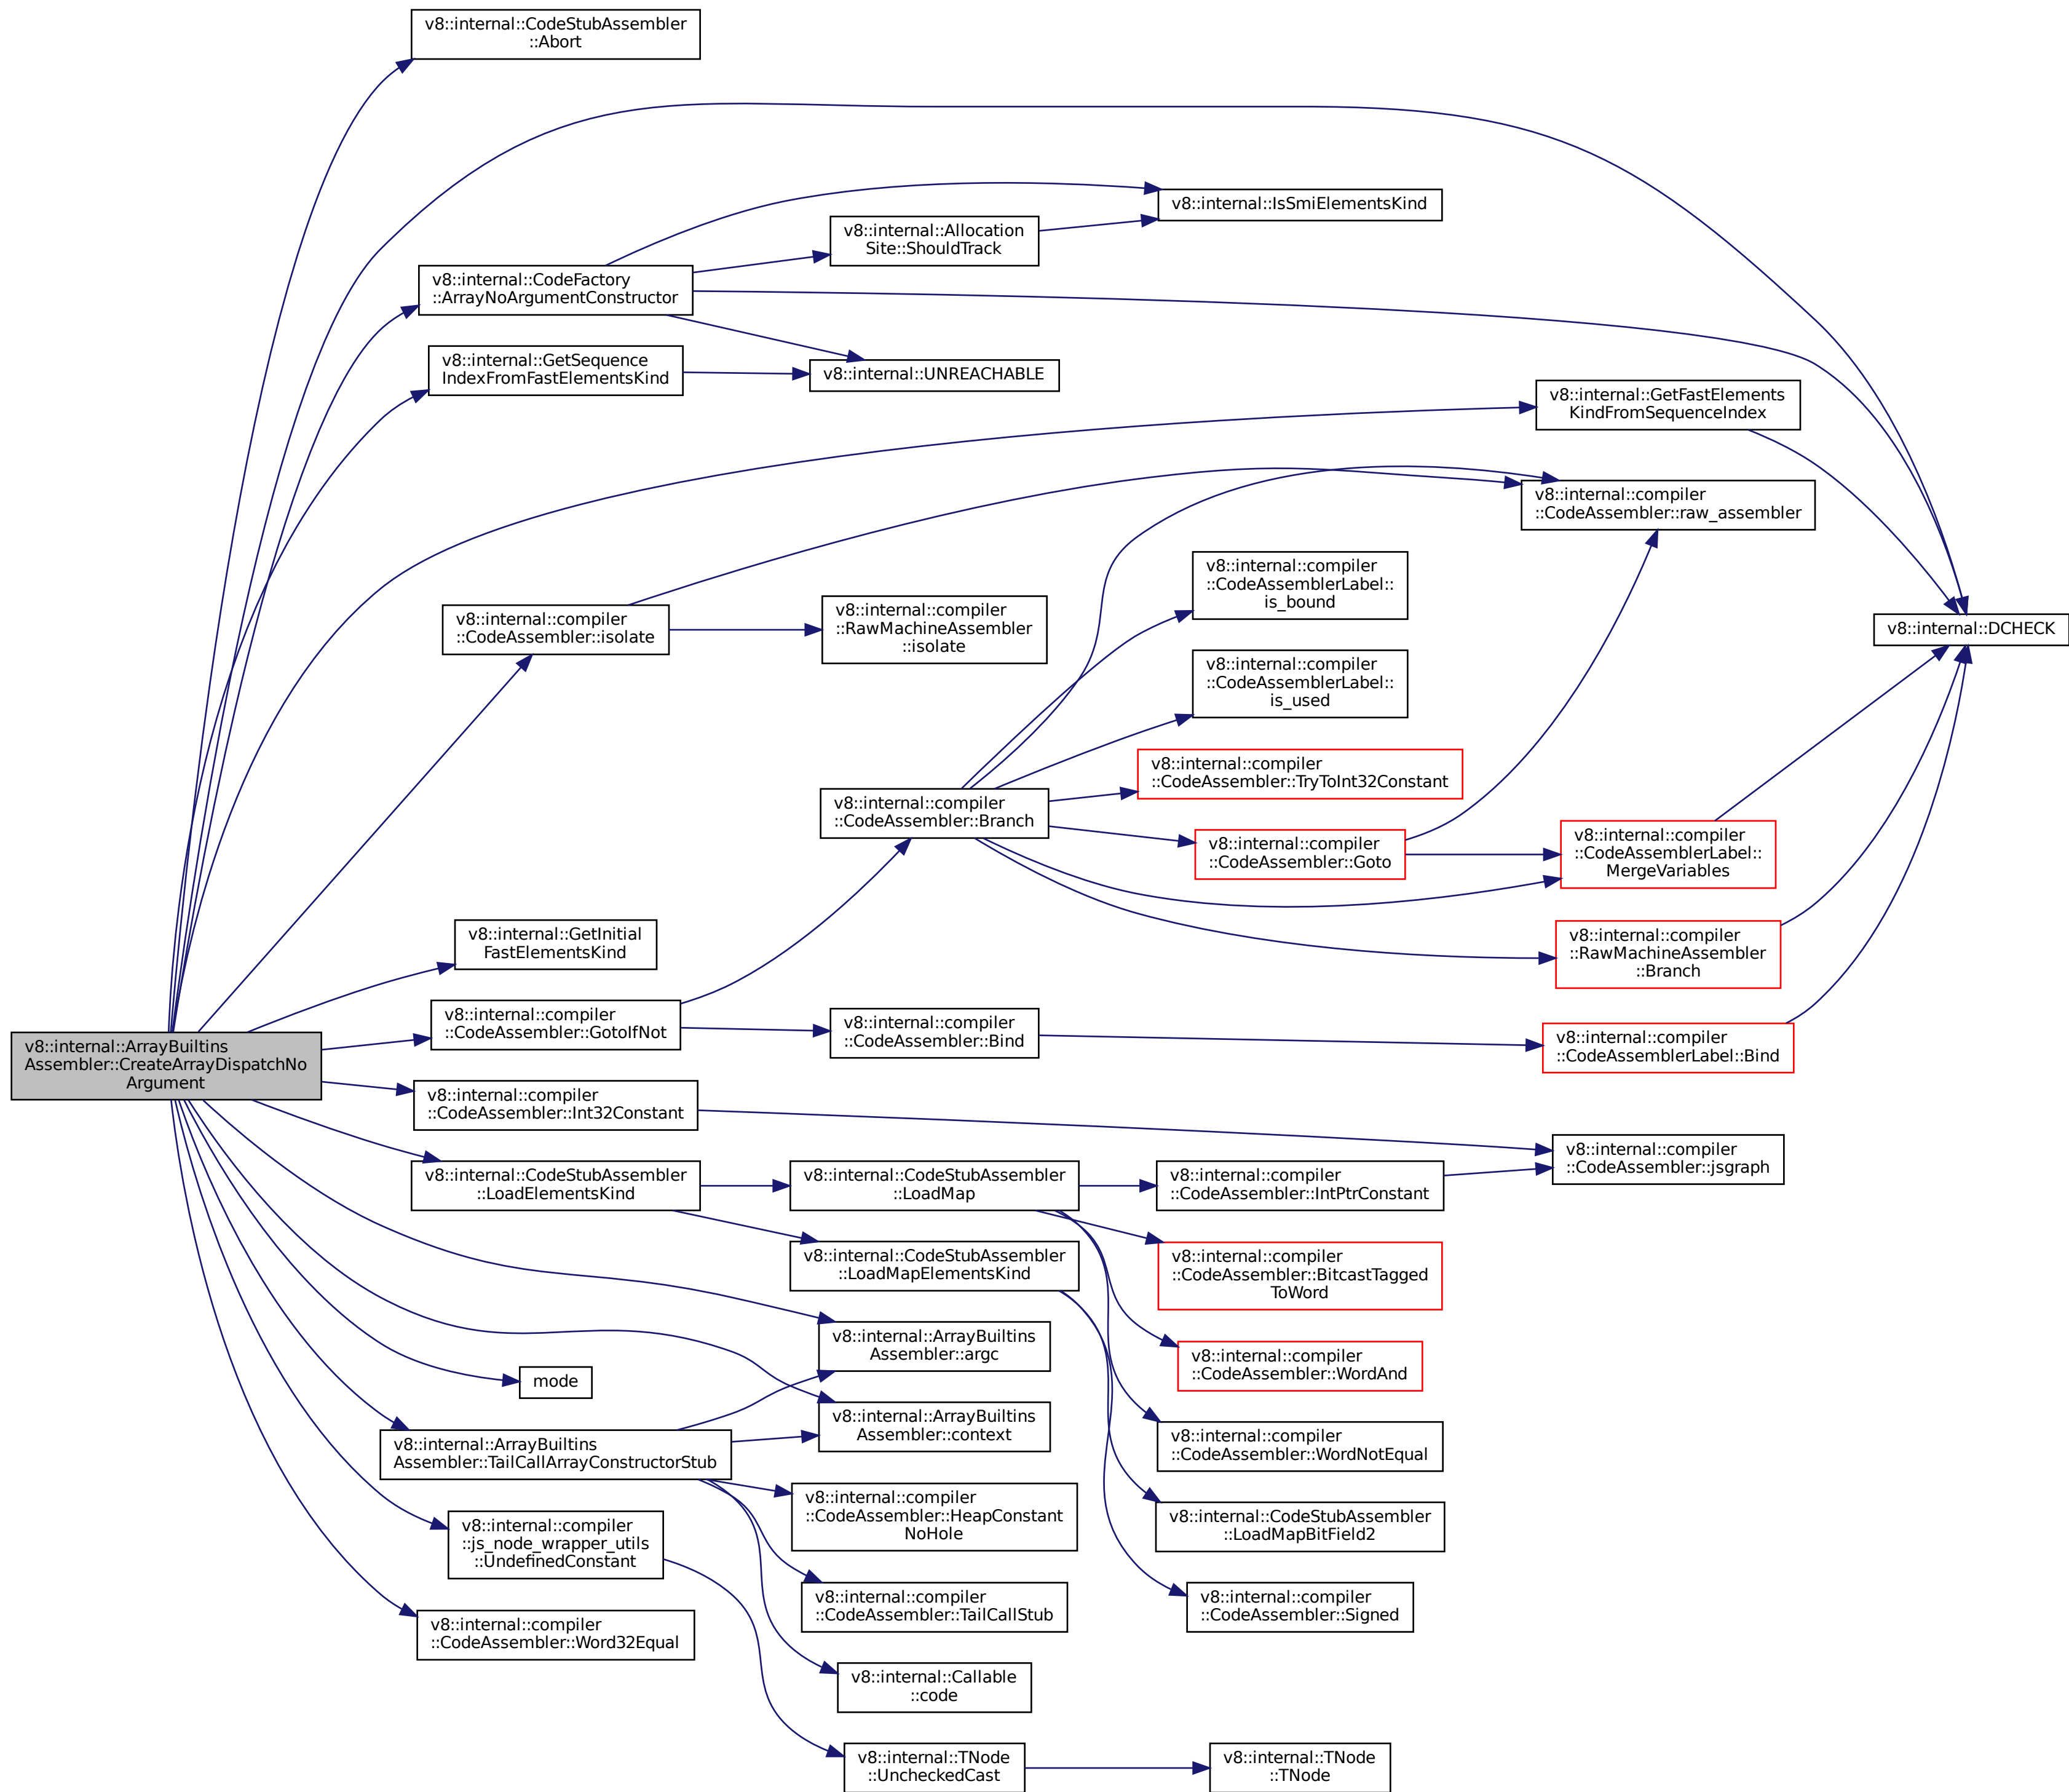 v8::internal::CodeStubAssembler
::Abort
v8::internal::IsSmiElementsKind
v8::internal::Allocation
Site::ShouldTrack
v8::internal::CodeFactory
::ArrayNoArgumentConstructor
v8::internal::GetSequence
IndexFromFastElementsKind
v8::internal::UNREACHABLE
v8::internal::GetFastElements
KindFromSequenceIndex
v8::internal::compiler
::CodeAssembler::raw_assembler
v8::internal::compiler
::CodeAssemblerLabel::
is_bound
v8::internal::compiler
::CodeAssembler::isolate
v8::internal::compiler
::RawMachineAssembler
::isolate
v8::internal::DCHECK
v8::internal::compiler
::CodeAssemblerLabel::
is_used
v8::internal::compiler
::CodeAssembler::TryToInt32Constant
v8::internal::compiler
::CodeAssembler::Branch
v8::internal::compiler
::CodeAssembler::Goto
v8::internal::compiler
::CodeAssemblerLabel::
MergeVariables
v8::internal::GetInitial
FastElementsKind
v8::internal::compiler
::RawMachineAssembler
::Branch
v8::internal::ArrayBuiltins
Assembler::CreateArrayDispatchNo
Argument
v8::internal::compiler
::CodeAssembler::GotoIfNot
v8::internal::compiler
::CodeAssembler::Bind
v8::internal::compiler
::CodeAssemblerLabel::Bind
v8::internal::compiler
::CodeAssembler::Int32Constant
v8::internal::compiler
::CodeAssembler::jsgraph
v8::internal::CodeStubAssembler
::LoadElementsKind
v8::internal::CodeStubAssembler
::LoadMap
v8::internal::compiler
::CodeAssembler::IntPtrConstant
v8::internal::CodeStubAssembler
::LoadMapElementsKind
v8::internal::compiler
::CodeAssembler::BitcastTagged
ToWord
v8::internal::ArrayBuiltins
Assembler::argc
v8::internal::compiler
::CodeAssembler::WordAnd
mode
v8::internal::ArrayBuiltins
Assembler::context
v8::internal::compiler
::CodeAssembler::WordNotEqual
v8::internal::ArrayBuiltins
Assembler::TailCallArrayConstructorStub
v8::internal::compiler
::CodeAssembler::HeapConstant
NoHole
v8::internal::CodeStubAssembler
::LoadMapBitField2
v8::internal::compiler
::js_node_wrapper_utils
::UndefinedConstant
v8::internal::compiler
::CodeAssembler::TailCallStub
v8::internal::compiler
::CodeAssembler::Signed
v8::internal::compiler
::CodeAssembler::Word32Equal
v8::internal::Callable
::code
v8::internal::TNode
::UncheckedCast
v8::internal::TNode
::TNode